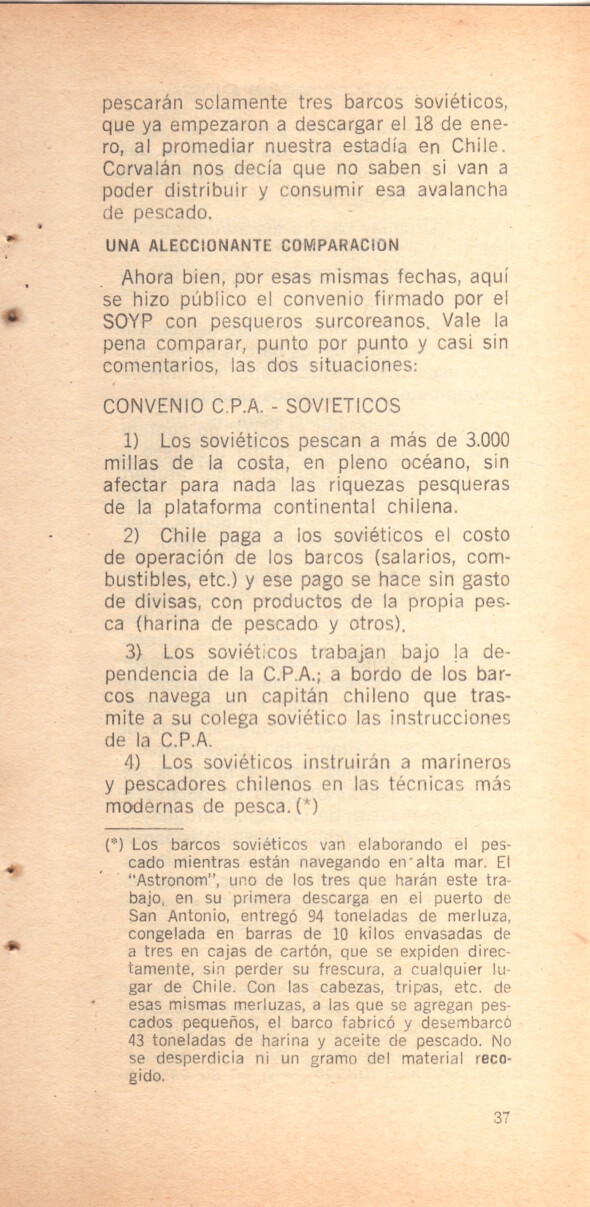 pescarán solamente tres barcos soviéticos,
que ya empezaron a descargar el 18 de ene-
ro, al promediar nuestra estadía en Chile.
Corvalán nos decía que no saben si van a
poder distribuir y consumir esa avalancha
de pescado.
UNA ALECCIONANTE COMPARACION
Ahora bien, por esas mismas fechas, aquí
se hizo público el convenio firmado por el
SOYP con pesqueros surcoreanos. Vale la
pena comparar, punto por punto y casi sin
comentarios, las dos situaciones:
CONVENIO C.P.A. - SOVIETICOS
1) Los soviéticos pescan a más de 3.000
millas de la costa, en pleno océano, sin
afectar para nada las riquezas pesqueras
de la plataforma continental chilena.
2) Chile paga a los soviéticos el costo
de operación de los barcos (salarios, com-
bustibles, etc.) y ese pago se hace sin gasto
de divisas, con productos de la propia pes-
ca (harina de pescado y otros).
3) Los soviéticos trabajan bajo la de-
pendencia de la C.P.A.; a bordo de los bar-
cos navega un capitán chileno que tras-
mite a su colega soviético las instrucciones
de la C.P.A.
4) Los soviéticos instruirán a marineros
y pescadores chilenos en las técnicas más
modernas de pesca. (*)
(*) Los barcos soviéticos van elaborando el pes-
cado mientras están navegando en alta mar. El
"Astronom", uno de los tres que harán este tra-
bajo, en su primera descarga en el puerto de
San Antonio, entregó 94 toneladas de merluza,
congelada en barras de 10 kilos envasadas de
a tres en cajas de cartón, que se expiden direc-
tamente, sin perder su frescura, a cualquier lu-
gar de Chile. Con las cabezas, tripas, etc. de
esas mismas merluzas, a las que se agregan pes-
cados pequeños, el barco fabricó y desembarcó
43 toneladas de harina y aceite de pescado. No
se desperdicia ni un gramo del material reco-
gido.
37